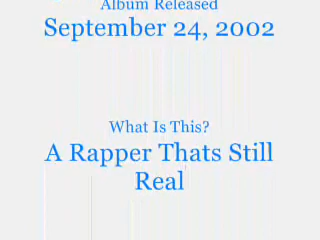 Album Released
September 24, 2002
What Is This?
A Rapper Thats Still
Real